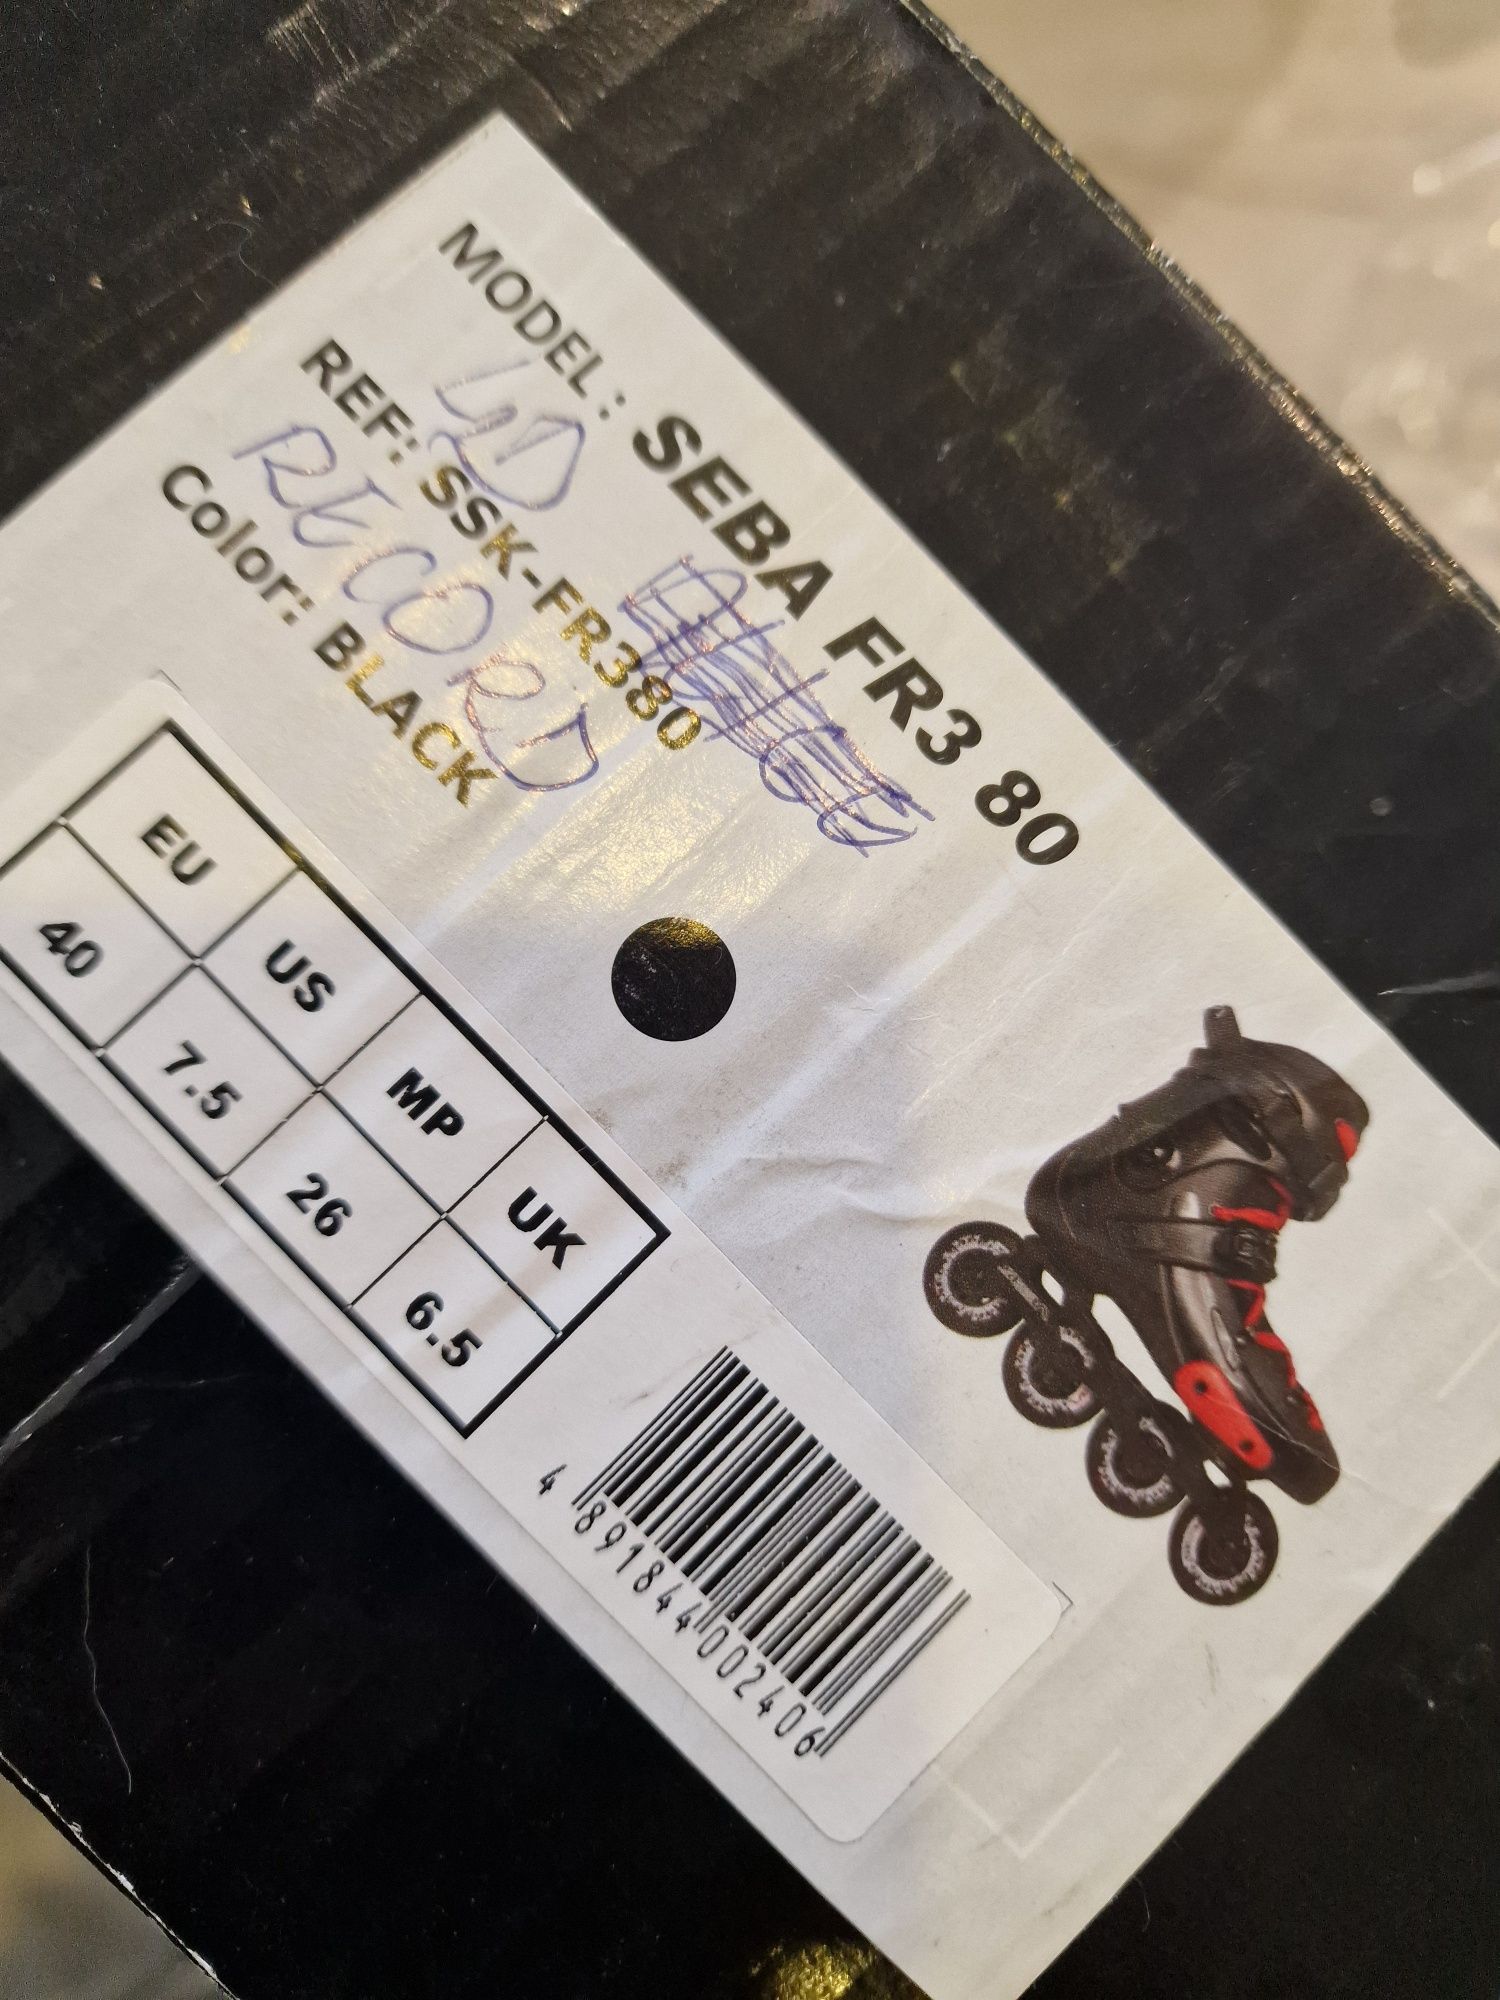 MODEL: SEBA FR3 80
REF: SSK-FR380
RECORD
Color: BLACK
EU US MP UK
40 7.5 26 6.5
4 891844 002406